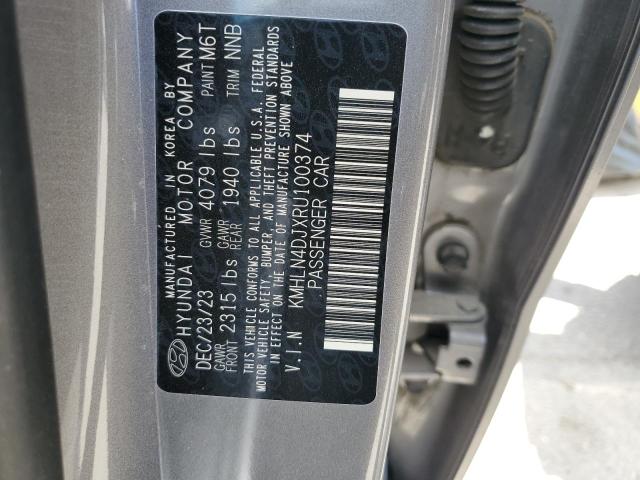 MANUFACTURED IN KOREA BY
HYUNDAI MOTOR COMPANY
DEC/23/23 GVWR 4079 lbs PAINT M6T
GAWR FRONT 2315 lbs GAWR REAR 1940 lbs TRIM NNB
THIS VEHICLE CONFORMS TO ALL APPLICABLE U.S.A. FEDERAL
MOTOR VEHICLE SAFETY, BUMPER, AND THEFT PREVENTION STANDARDS
IN EFFECT ON THE DATE OF MANUFACTURE SHOWN ABOVE
V.I.N KMHLN4DJXRU100374
PASSENGER CAR